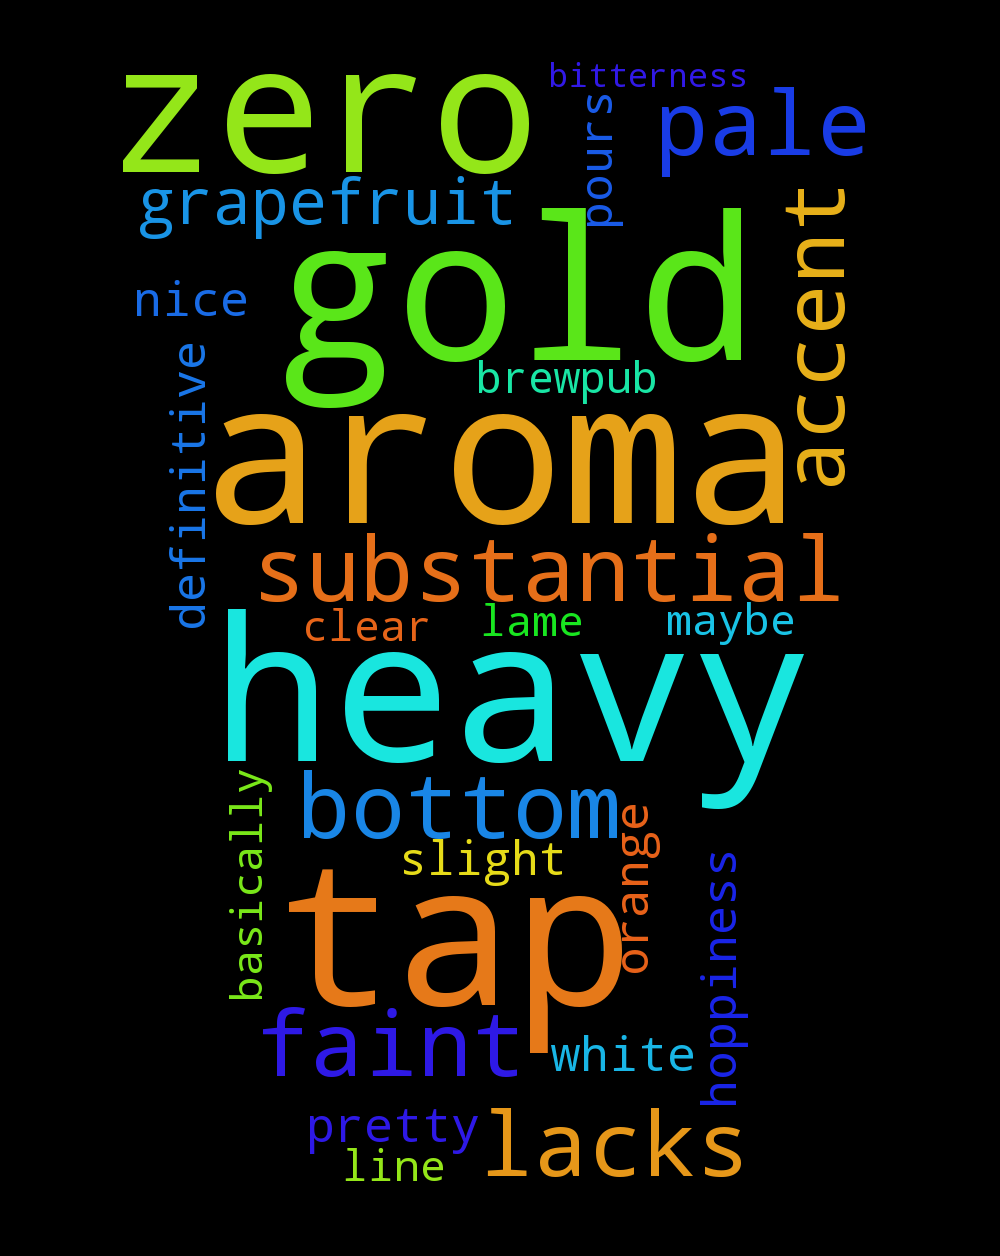 zero
bitterness
pours
pale
grapefruit
accent
gold
nice
definitive
brewpub
aroma
substantial
clear
lame
maybe
heavy
basically
bottom
orange
slight
tap
hoppiness
faint
white
pretty
lacks
line